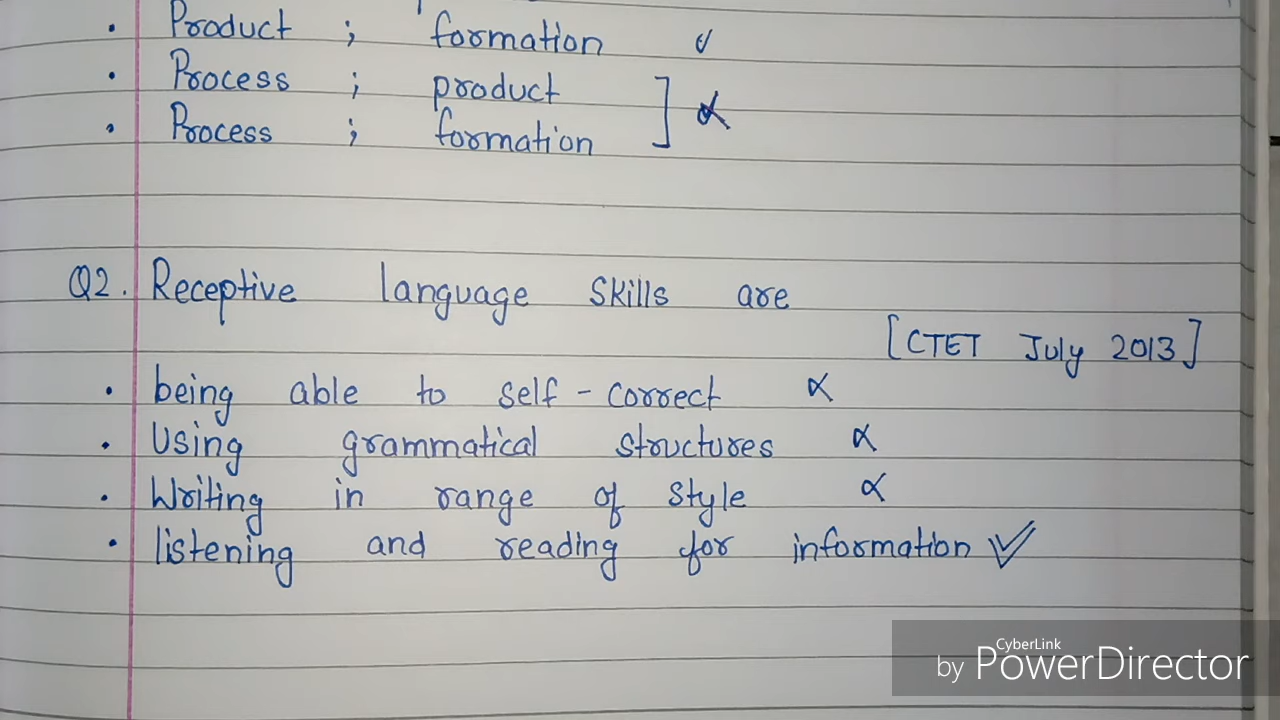 • Product ; formation ✓
• Process ; product
• Process ; formation
Q2. Receptive language skills are
[CTET July 2013]
• being able to self-correct
• Using grammatical structures
• Writing in range of style
• listening and reading for information ✓
CyberLink
by PowerDirector